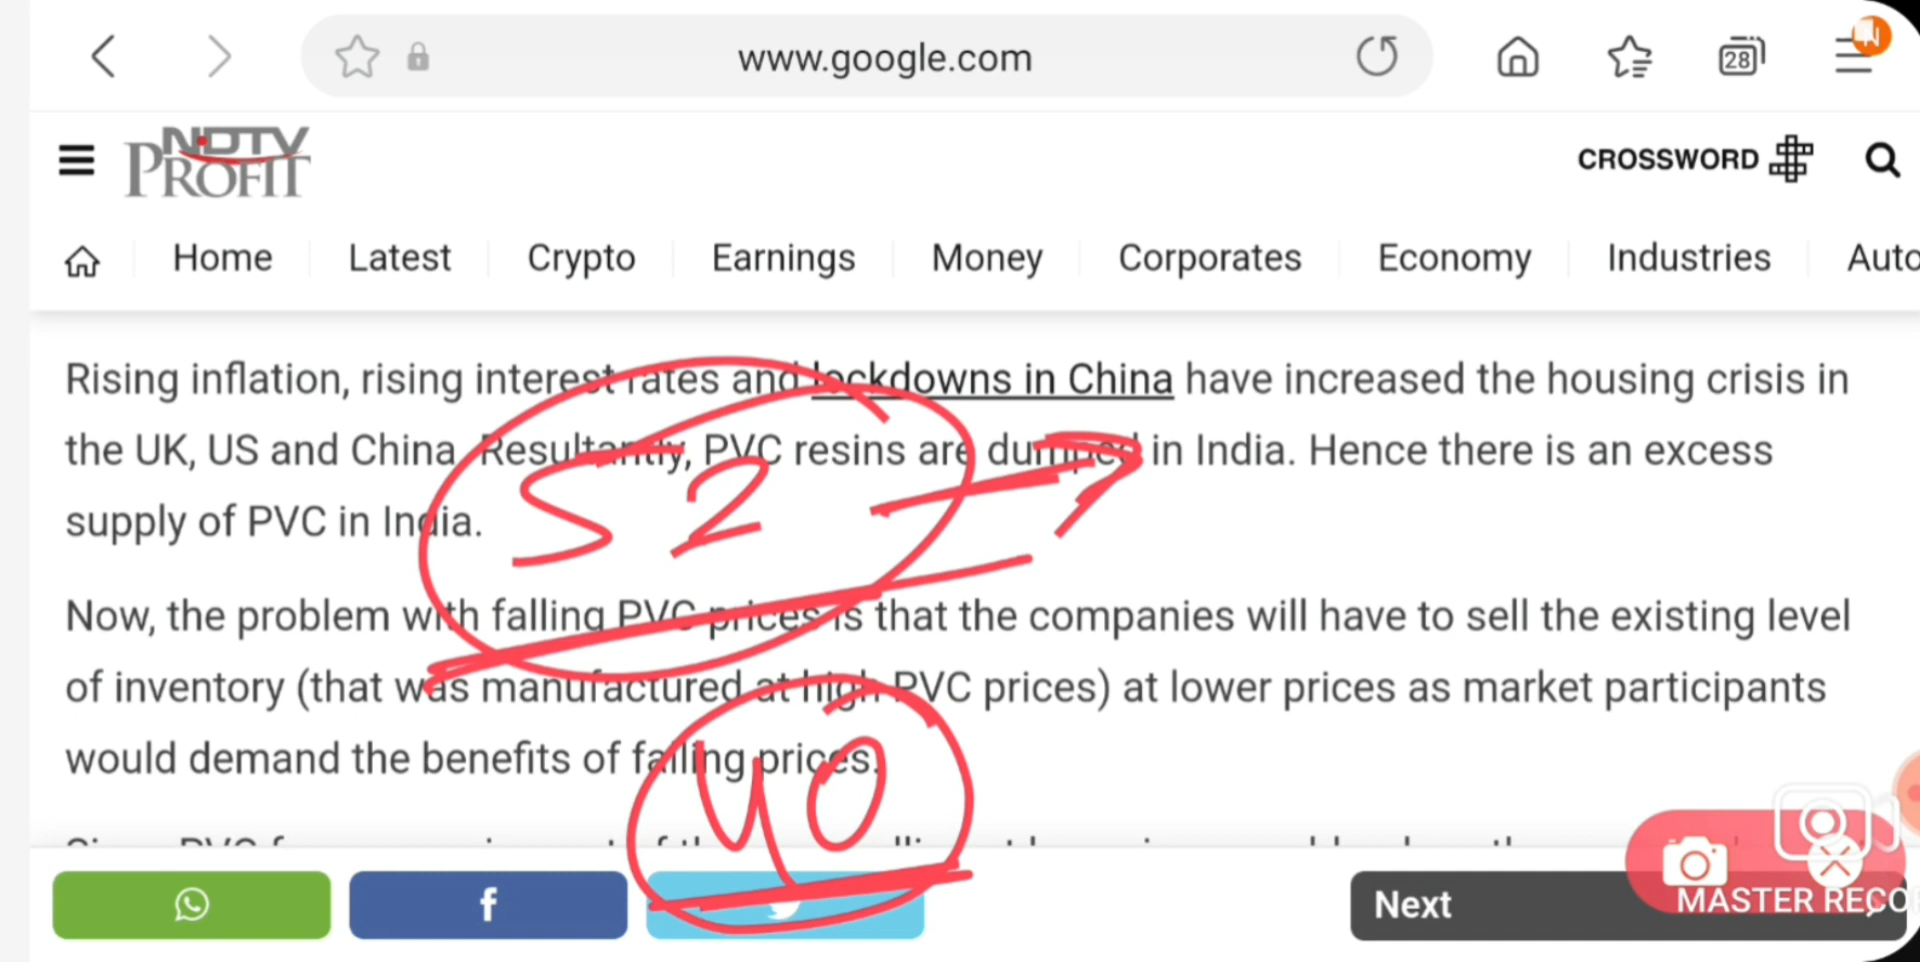 www.google.com
28
NDTV
PROFIT
CROSSWORD
Home Latest Crypto Earnings Money Corporates Economy Industries Auto
Rising inflation, rising interest rates and lockdowns in China have increased the housing crisis in
the UK, US and China. Resultantly, PVC resins are dumped in India. Hence there is an excess
supply of PVC in India.
52
Now, the problem with falling PVC prices is that the companies will have to sell the existing level
of inventory (that was manufactured at high PVC prices) at lower prices as market participants
would demand the benefits of falling prices.
40
Next
MASTER RECO